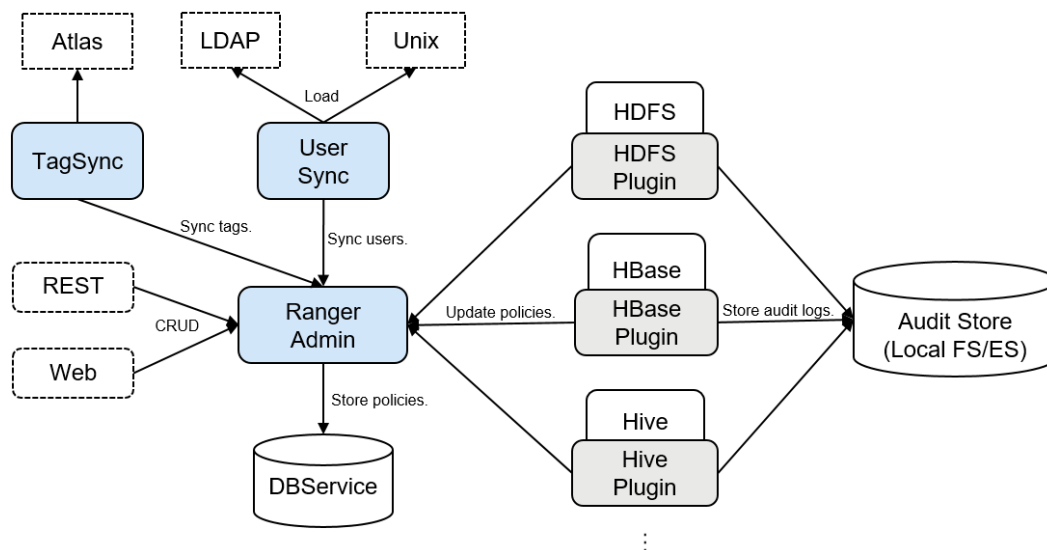 Atlas
LDAP
Unix
Load
TagSync
User
Sync
HDFS
HDFS
Plugin
Sync tags.
Sync users.
REST
CRUD
Web
Ranger
Admin
Update policies.
HBase
HBase
Plugin
Store audit logs.
Audit Store
(Local FS/ES)
Store policies.
DBService
Hive
Hive
Plugin
⋮